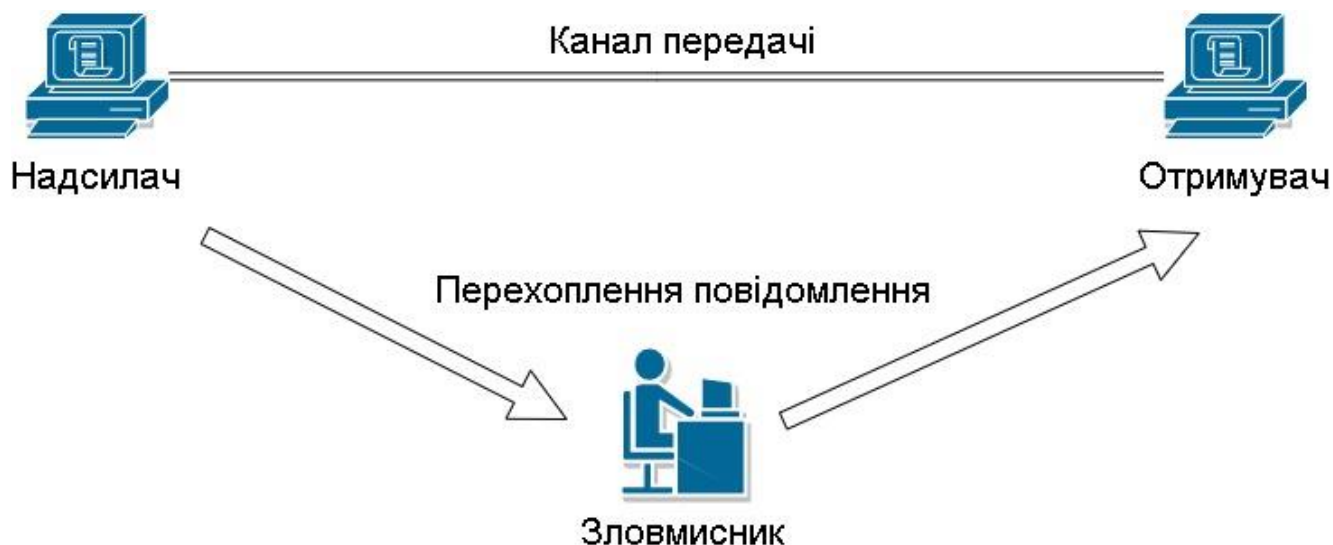 Канал передачі
Надсилач
Отримувач
Перехоплення повідомлення
Зловмисник